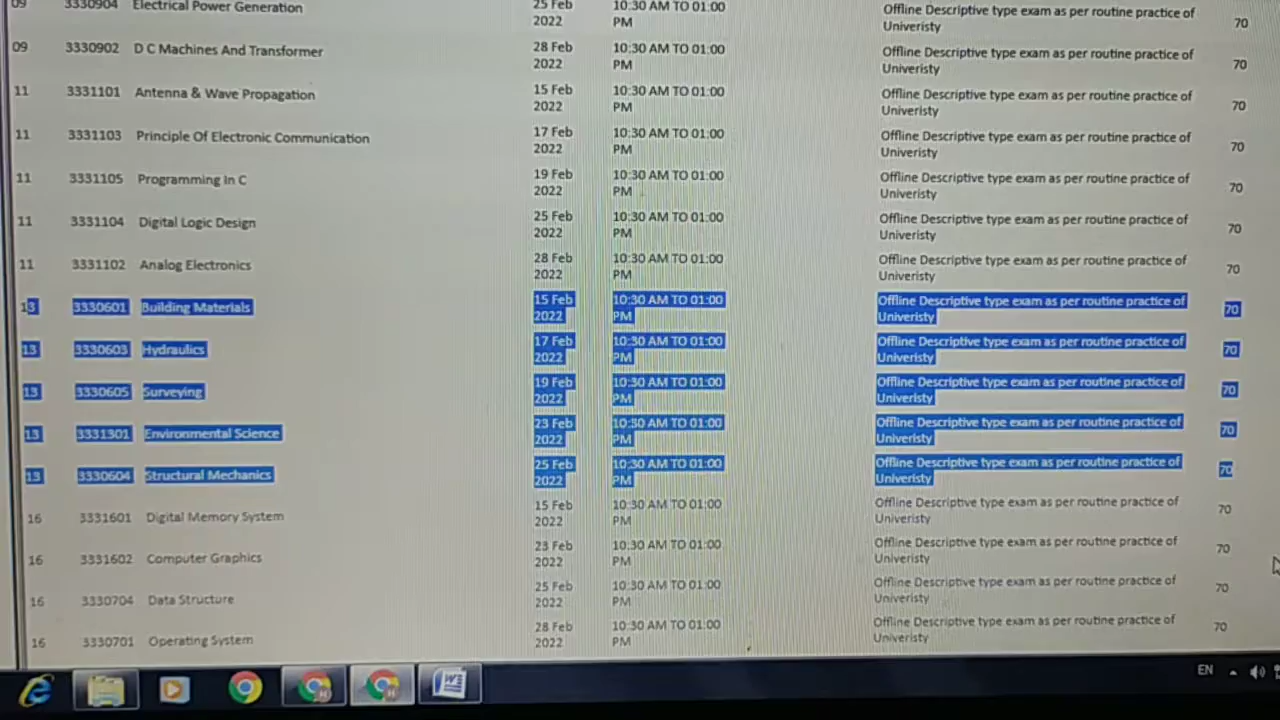 09 3330904 Electrical Power Generation 25 Feb 10:30 AM TO 01:00 Offline Descriptive type exam as per routine practice of 70
2022 PM Univeristy
09 3330902 D C Machines And Transformer 28 Feb 10:30 AM TO 01:00 Offline Descriptive type exam as per routine practice of 70
2022 PM Univeristy
11 3331101 Antenna & Wave Propagation 15 Feb 10:30 AM TO 01:00 Offline Descriptive type exam as per routine practice of 70
2022 PM Univeristy
11 3331103 Principle Of Electronic Communication 17 Feb 10:30 AM TO 01:00 Offline Descriptive type exam as per routine practice of 70
2022 PM Univeristy
11 3331105 Programming In C 19 Feb 10:30 AM TO 01:00 Offline Descriptive type exam as per routine practice of 70
2022 PM Univeristy
11 3331104 Digital Logic Design 25 Feb 10:30 AM TO 01:00 Offline Descriptive type exam as per routine practice of 70
2022 PM Univeristy
11 3331102 Analog Electronics 28 Feb 10:30 AM TO 01:00 Offline Descriptive type exam as per routine practice of 70
2022 PM Univeristy
13 3330601 Building Materials 15 Feb 10:30 AM TO 01:00 Offline Descriptive type exam as per routine practice of 70
2022 PM Univeristy
13 3330603 Hydraulics 17 Feb 10:30 AM TO 01:00 Offline Descriptive type exam as per routine practice of 70
2022 PM Univeristy
13 3330605 Surveying 19 Feb 10:30 AM TO 01:00 Offline Descriptive type exam as per routine practice of 70
2022 PM Univeristy
13 3331301 Environmental Science 23 Feb 10:30 AM TO 01:00 Offline Descriptive type exam as per routine practice of 70
2022 PM Univeristy
13 3330604 Structural Mechanics 25 Feb 10:30 AM TO 01:00 Offline Descriptive type exam as per routine practice of 70
2022 PM Univeristy
16 3331601 Digital Memory System 15 Feb 10:30 AM TO 01:00 Offline Descriptive type exam as per routine practice of 70
2022 PM Univeristy
16 3331602 Computer Graphics 23 Feb 10:30 AM TO 01:00 Offline Descriptive type exam as per routine practice of 70
2022 PM Univeristy
16 3330704 Data Structure 25 Feb 10:30 AM TO 01:00 Offline Descriptive type exam as per routine practice of 70
2022 PM Univeristy
16 3330701 Operating System 28 Feb 10:30 AM TO 01:00 Offline Descriptive type exam as per routine practice of 70
2022 PM Univeristy
EN